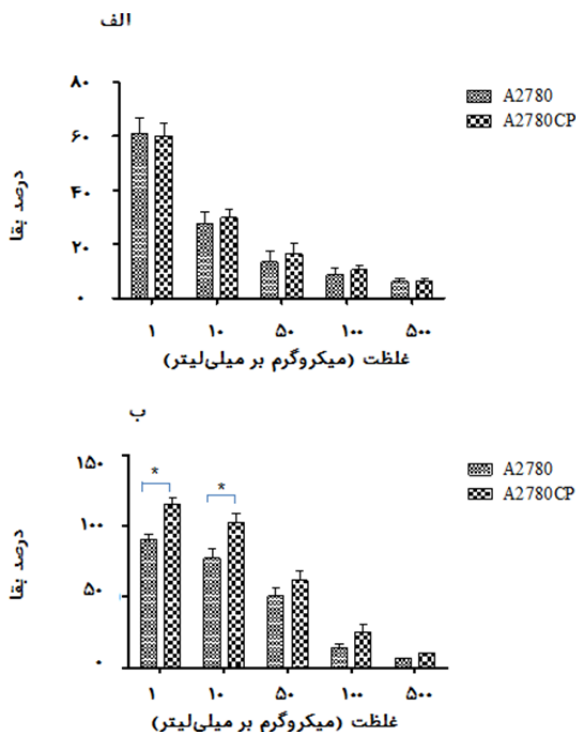 الف
۸۰
۶۰
۴۰
۲۰
۰
درصد بقا
A2780
A2780CP
۱ ۱۰ ۵۰ ۱۰۰ ۵۰۰
غلظت (میکروگرم بر میلی‌لیتر)
ب
۱۵۰
۱۰۰
۵۰
۰
درصد بقا
* *
A2780
A2780CP
۱ ۱۰ ۵۰ ۱۰۰ ۵۰۰
غلظت (میکروگرم بر میلی‌لیتر)